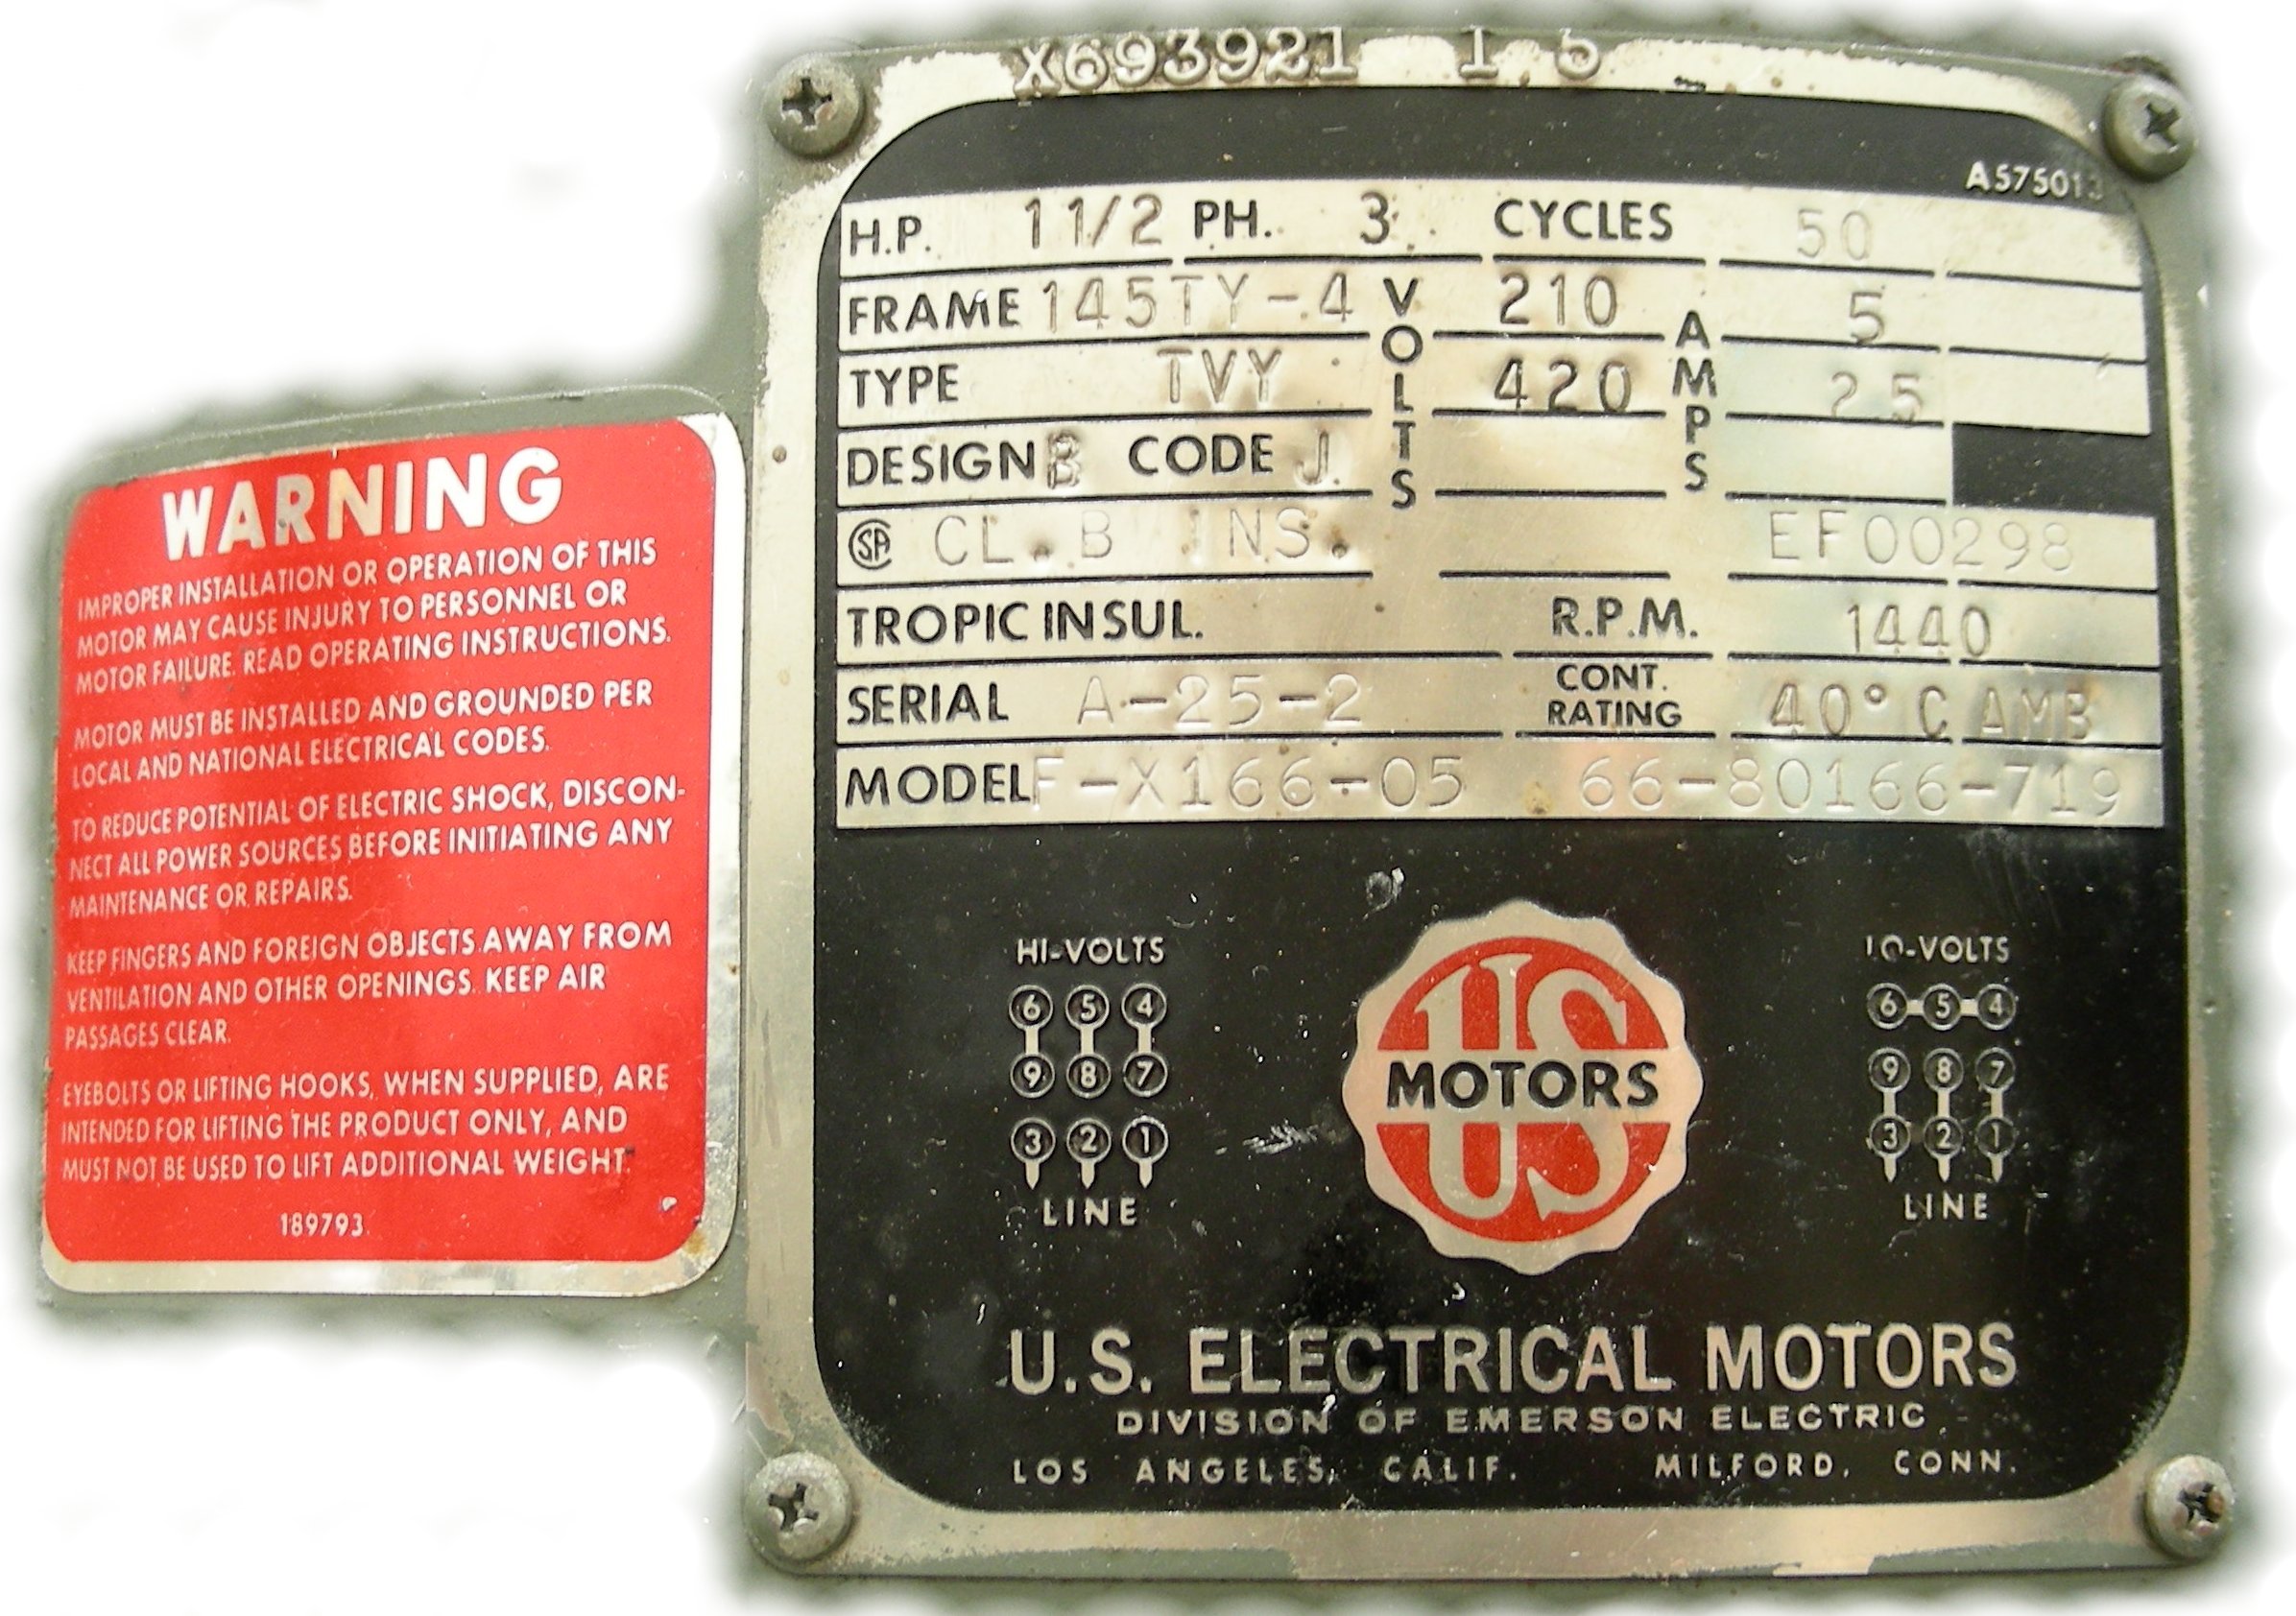 WARNING
IMPROPER INSTALLATION OR OPERATION OF THIS
MOTOR MAY CAUSE INJURY TO PERSONNEL OR
MOTOR FAILURE. READ OPERATING INSTRUCTIONS.
MOTOR MUST BE INSTALLED AND GROUNDED PER
LOCAL AND NATIONAL ELECTRICAL CODES.
TO REDUCE POTENTIAL OF ELECTRIC SHOCK, DISCON-
NECT ALL POWER SOURCES BEFORE INITIATING ANY
MAINTENANCE OR REPAIRS.
KEEP FINGERS AND FOREIGN OBJECTS AWAY FROM
VENTILATION AND OTHER OPENINGS. KEEP AIR
PASSAGES CLEAR.
EYEBOLTS OR LIFTING HOOKS, WHEN SUPPLIED, ARE
INTENDED FOR LIFTING THE PRODUCT ONLY, AND
MUST NOT BE USED TO LIFT ADDITIONAL WEIGHT.
189793
X693921 1 5
H.P. 1 1/2 PH. 3 CYCLES 50
FRAME 145TY-4 VOLTS 210 AMPS 5
TYPE TVY 420 2.5
DESIGN B CODE J
SA CL. B INS. EF00298
TROPIC INSUL. R.P.M. 1440
SERIAL A-25-2 CONT. RATING 40° C AMB
MODEL F-X166-05 66-80166-719
HI-VOLTS LO-VOLTS
6 5 4 6 5 4
9 8 7 9 8 7
3 2 1 3 2 1
LINE LINE
US
MOTORS
U.S. ELECTRICAL MOTORS
DIVISION OF EMERSON ELECTRIC
LOS ANGELES, CALIF. MILFORD, CONN.